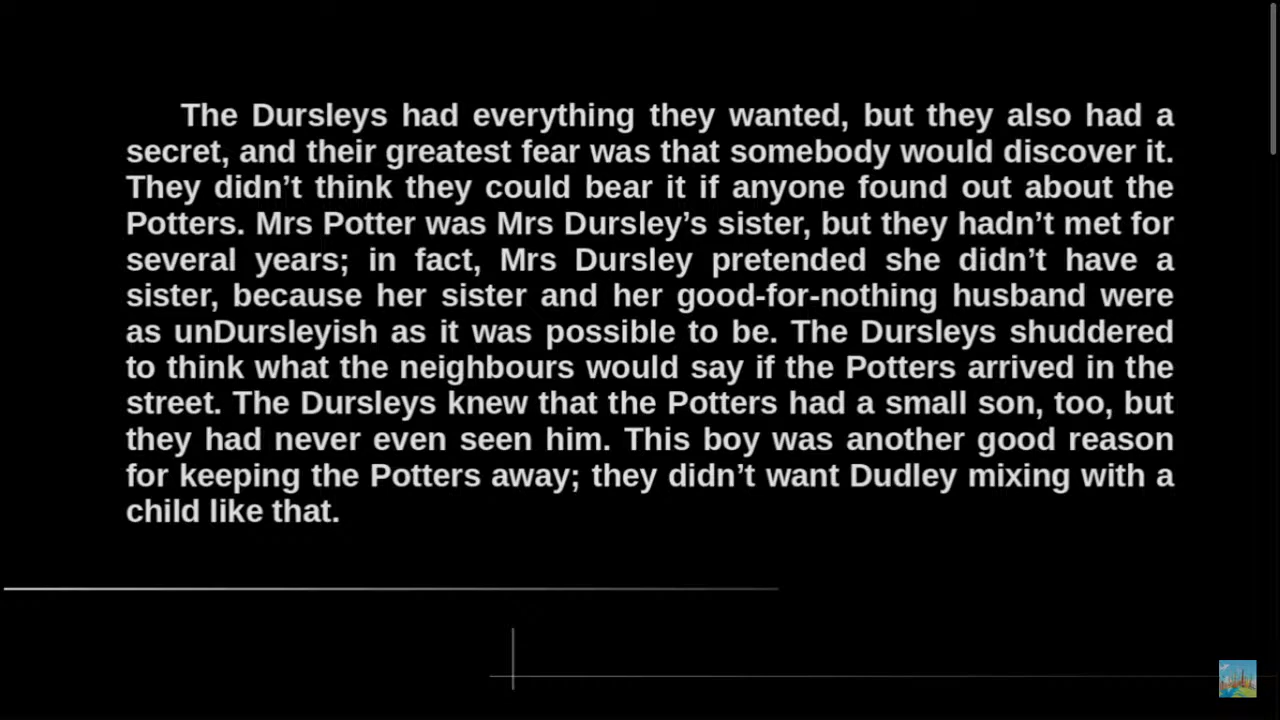 The Dursleys had everything they wanted, but they also had a
secret, and their greatest fear was that somebody would discover it.
They didn’t think they could bear it if anyone found out about the
Potters. Mrs Potter was Mrs Dursley’s sister, but they hadn’t met for
several years; in fact, Mrs Dursley pretended she didn’t have a
sister, because her sister and her good-for-nothing husband were
as unDursleyish as it was possible to be. The Dursleys shuddered
to think what the neighbours would say if the Potters arrived in the
street. The Dursleys knew that the Potters had a small son, too, but
they had never even seen him. This boy was another good reason
for keeping the Potters away; they didn’t want Dudley mixing with a
child like that.